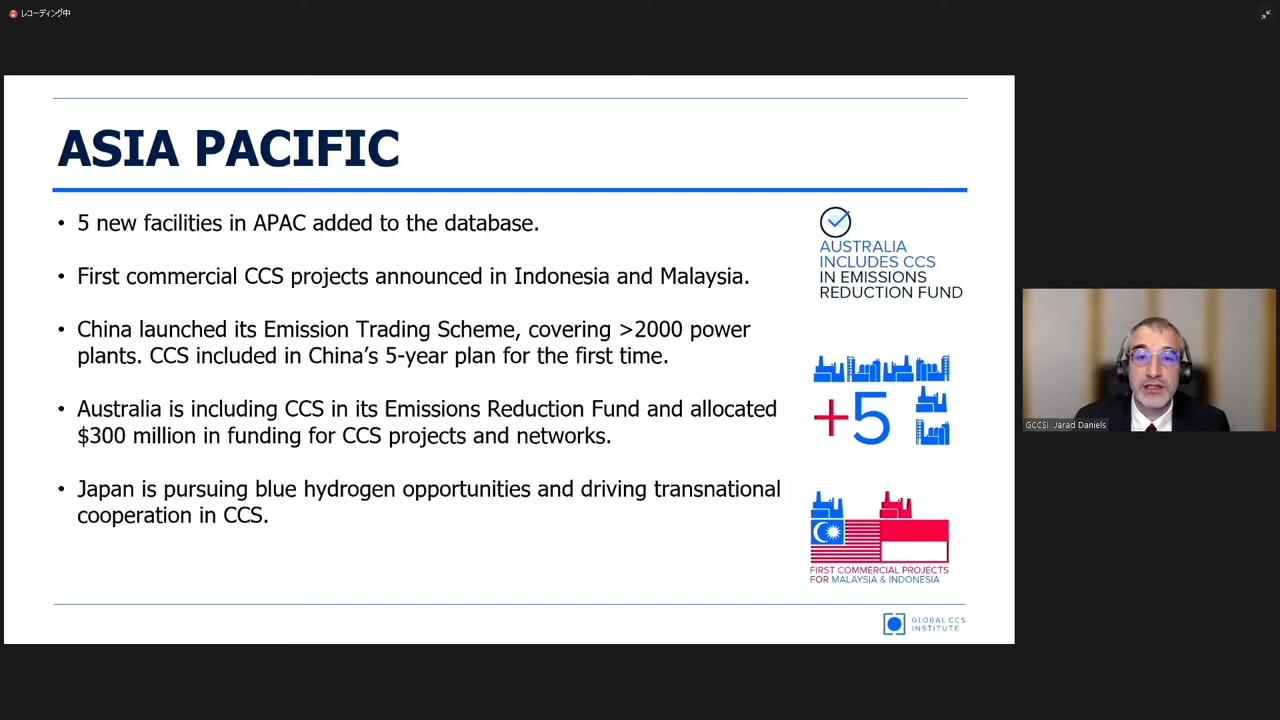 レコーディング中
ASIA PACIFIC
• 5 new facilities in APAC added to the database.
• First commercial CCS projects announced in Indonesia and Malaysia.
• China launched its Emission Trading Scheme, covering >2000 power
plants. CCS included in China’s 5-year plan for the first time.
• Australia is including CCS in its Emissions Reduction Fund and allocated
$300 million in funding for CCS projects and networks.
• Japan is pursuing blue hydrogen opportunities and driving transnational
cooperation in CCS.
AUSTRALIA
INCLUDES CCS
IN EMISSIONS
REDUCTION FUND
+5
FIRST COMMERCIAL PROJECTS
FOR MALAYSIA & INDONESIA
GLOBAL CCS
INSTITUTE
GCCSI Jarad Daniels